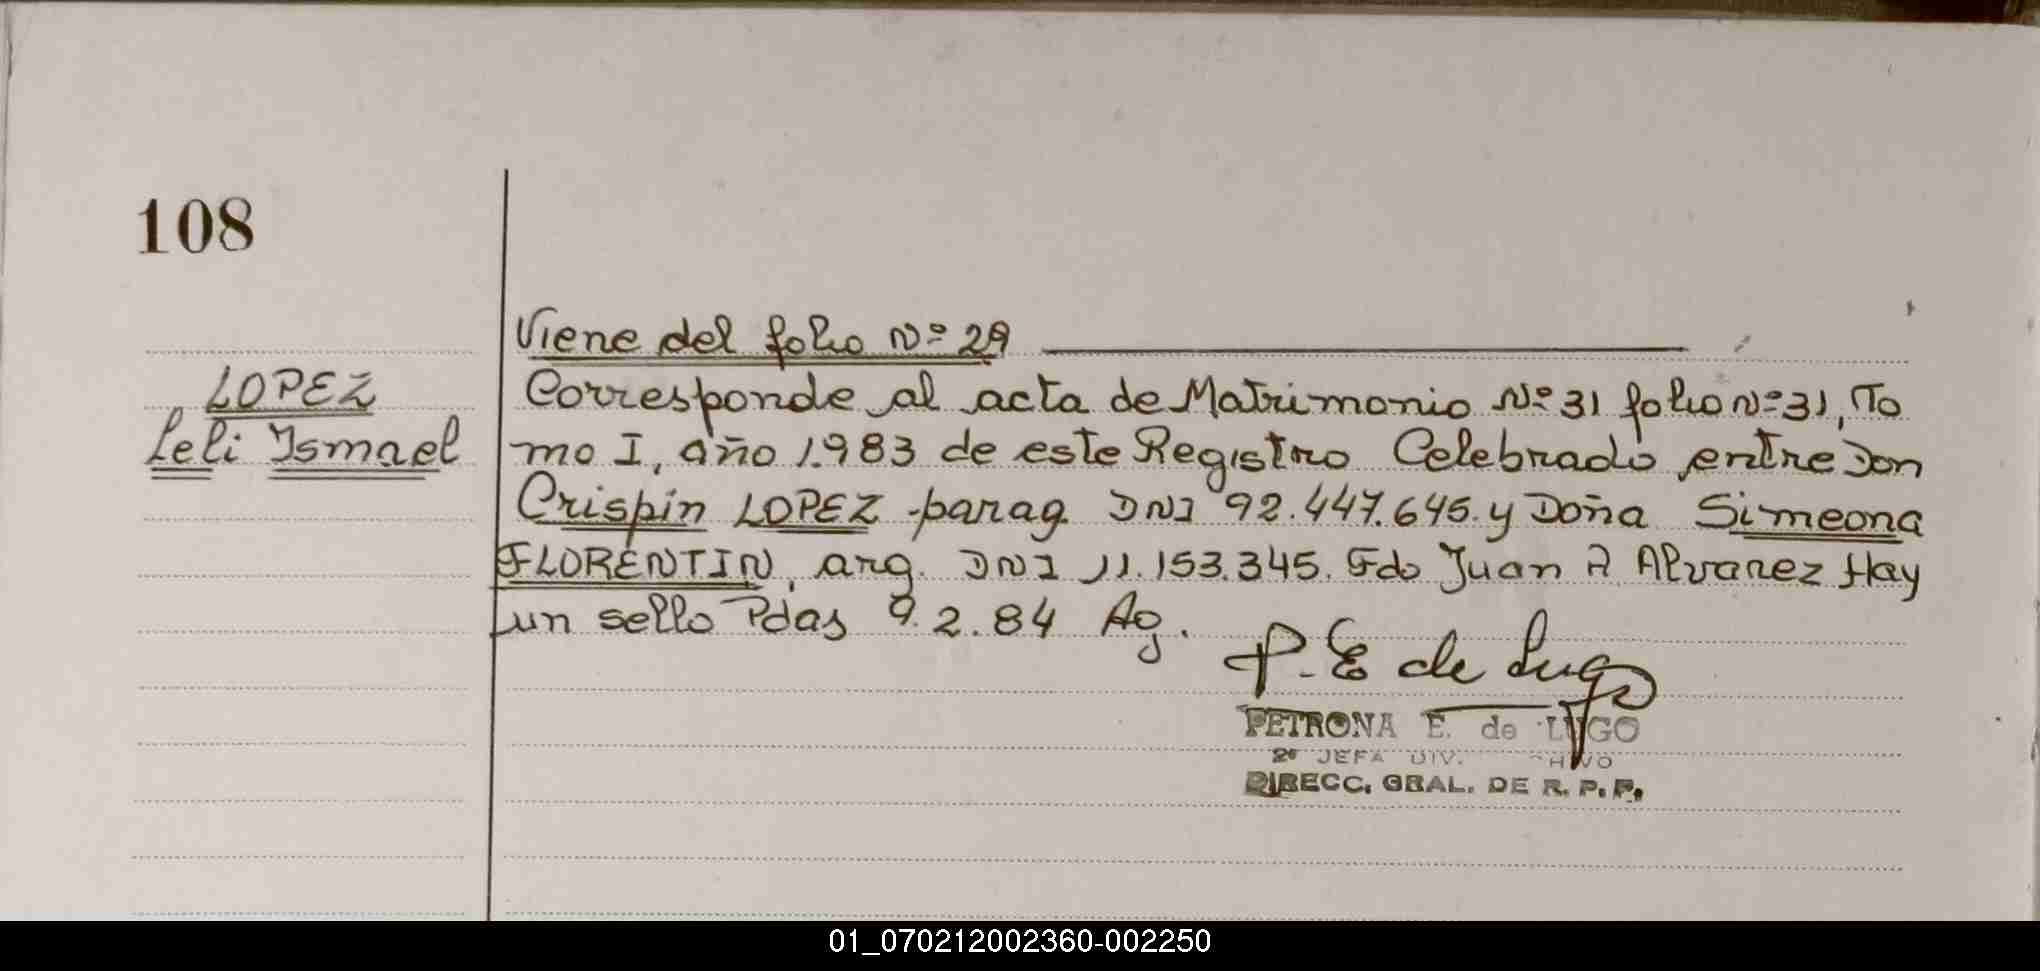 108
Viene del folio Nº 29
LOPEZ
Leli Ismael
Corresponde al acta de Matrimonio Nº 31 folio Nº 31, To
mo I, año 1.983 de este Registro Celebrado entre Don
Crispin LOPEZ parag. DNI 92.447.645. y Doña Simeona
FLORENTIN, arg. DNI 11.153.345. Fdo Juan A Alvarez Hay
un sello Pdas 9.2.84 Ag.
P. E de Lugo
PETRONA E. de LUGO
2º JEFA DIV.
DIRECC. GRAL. DE R. P. P.
01_070212002360-002250